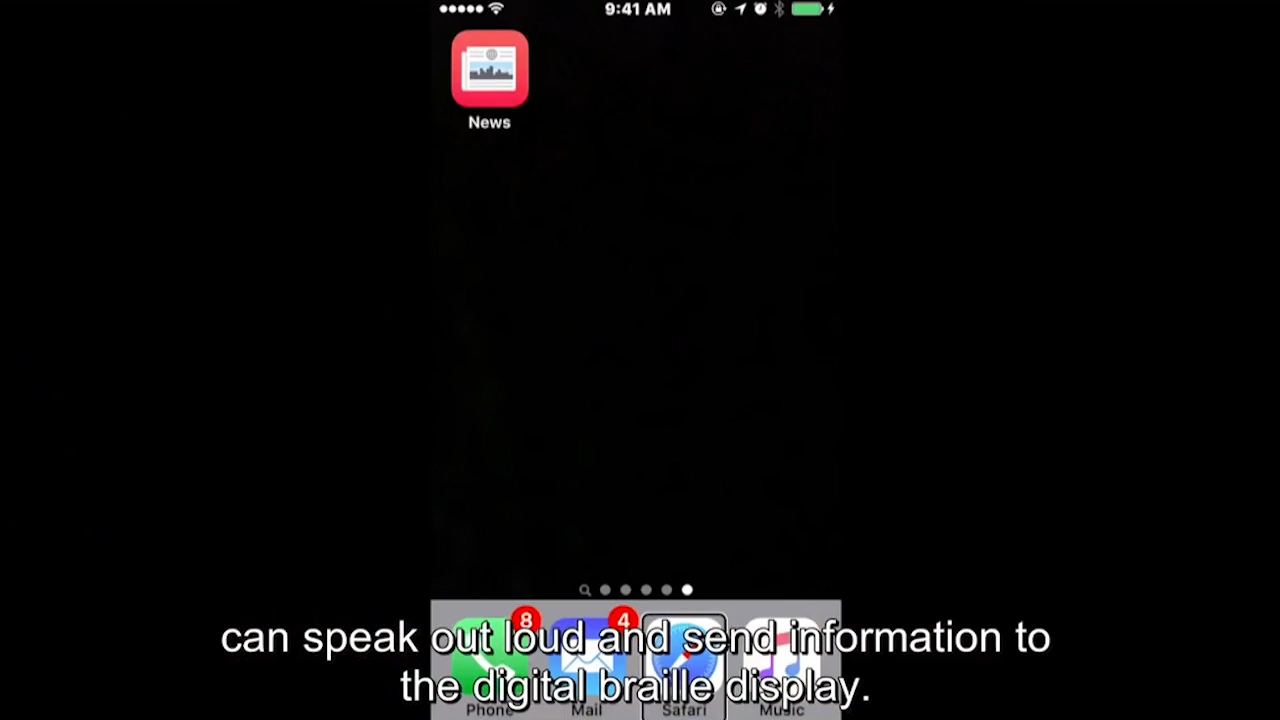 9:41 AM
News
8
4
can speak out loud and send information to
the digital braille display.
Phone
Mail
Safari
Music